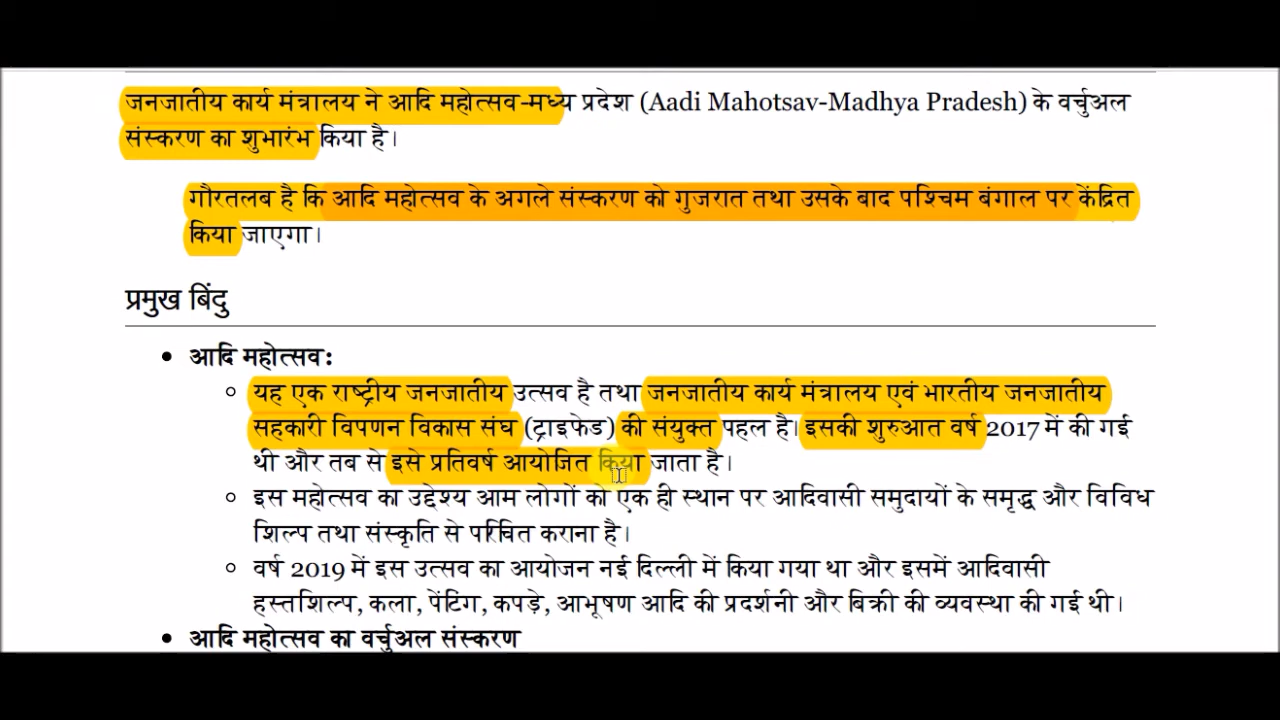 जनजातीय कार्य मंत्रालय ने आदि महोत्सव-मध्य प्रदेश (Aadi Mahotsav-Madhya Pradesh) के वर्चुअल
संस्करण का शुभारंभ किया है।
गौरतलब है कि आदि महोत्सव के अगले संस्करण को गुजरात तथा उसके बाद पश्चिम बंगाल पर केंद्रित
किया जाएगा।
प्रमुख बिंदु
• आदि महोत्सव:
○ यह एक राष्ट्रीय जनजातीय उत्सव है तथा जनजातीय कार्य मंत्रालय एवं भारतीय जनजातीय
सहकारी विपणन विकास संघ (ट्राइफेड) की संयुक्त पहल है। इसकी शुरुआत वर्ष 2017 में की गई
थी और तब से इसे प्रतिवर्ष आयोजित किया जाता है।
○ इस महोत्सव का उद्देश्य आम लोगों को एक ही स्थान पर आदिवासी समुदायों के समृद्ध और विविध
शिल्प तथा संस्कृति से परिचित कराना है।
○ वर्ष 2019 में इस उत्सव का आयोजन नई दिल्ली में किया गया था और इसमें आदिवासी
हस्तशिल्प, कला, पेंटिंग, कपड़े, आभूषण आदि की प्रदर्शनी और बिक्री की व्यवस्था की गई थी।
• आदि महोत्सव का वर्चुअल संस्करण